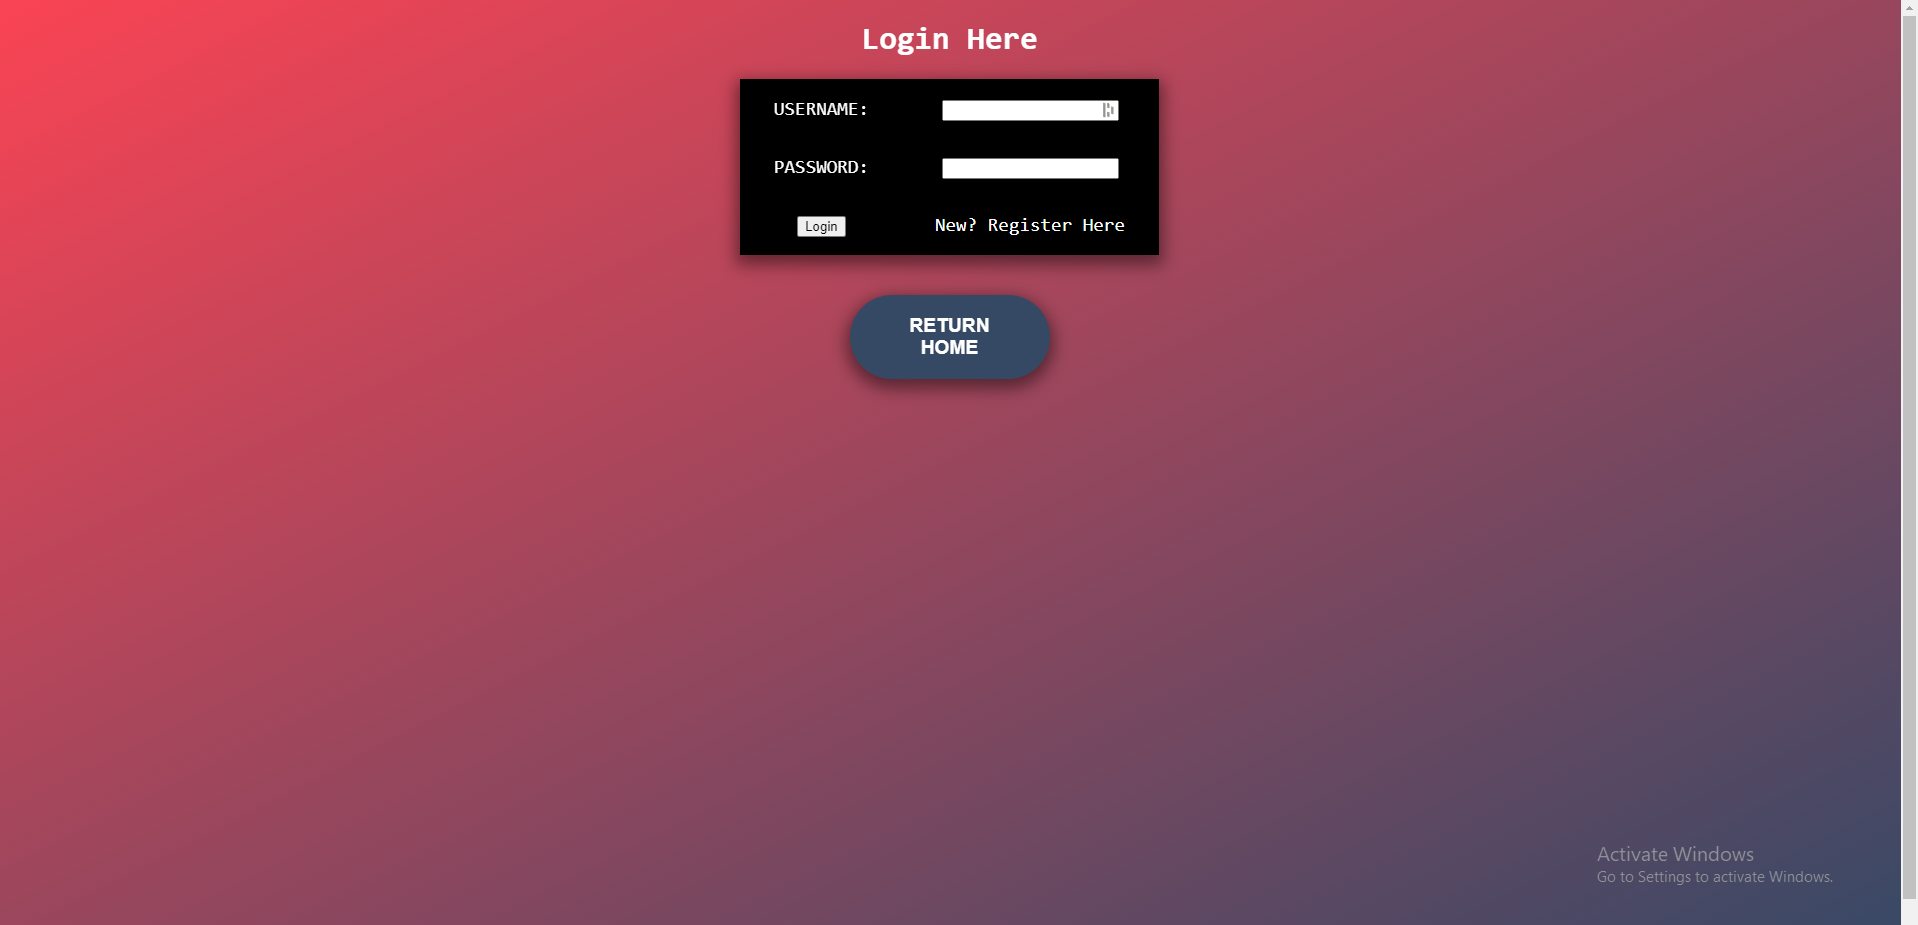 Login Here
USERNAME:
PASSWORD:
Login
New? Register Here
RETURN
HOME
Activate Windows
Go to Settings to activate Windows.